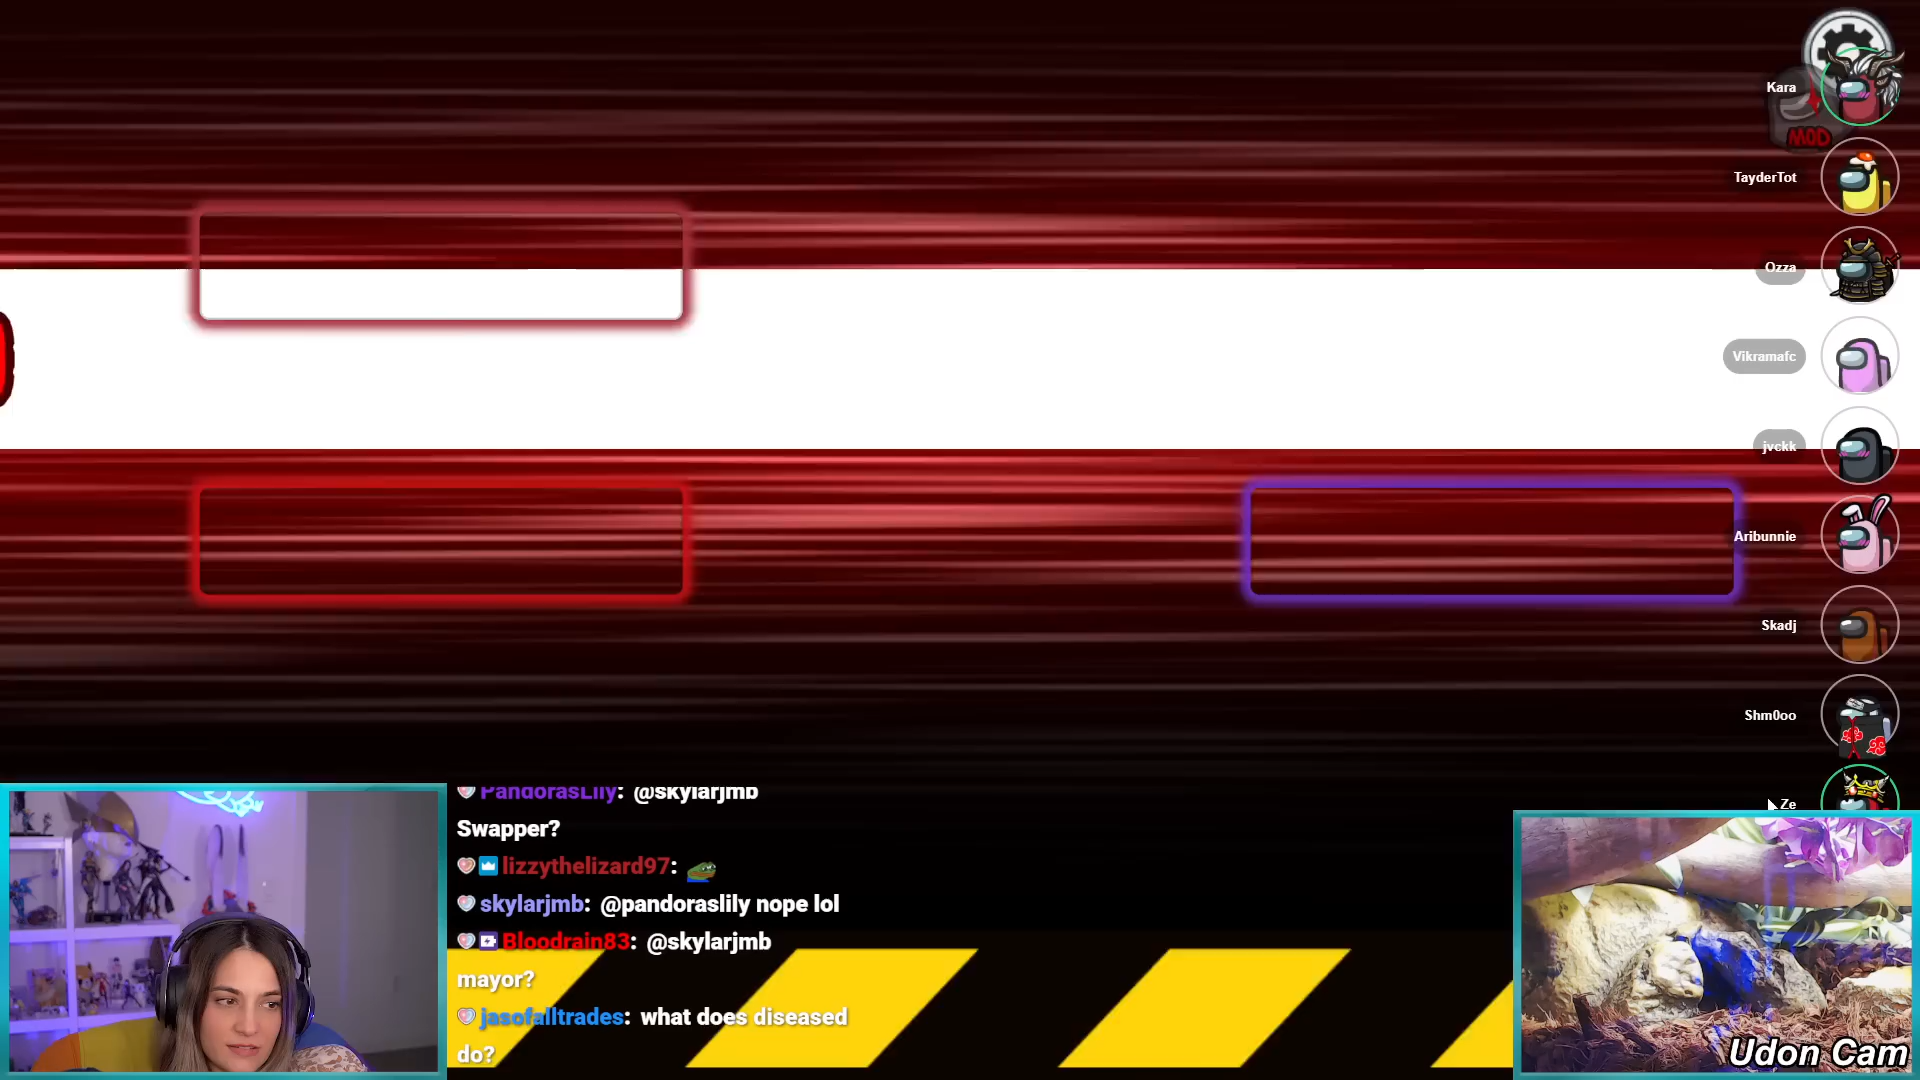 Kara
MOD
TayderTot
Ozza
Vikramafc
jvckk
Aribunnie
Skadj
Shm0oo
Ze
PandorasLily: @skylarjmb
Swapper?
lizzythelizard97:
skylarjmb: @pandoraslily nope lol
Bloodrain83: @skylarjmb
mayor?
jasofalltrades: what does diseased
do?
Udon Cam